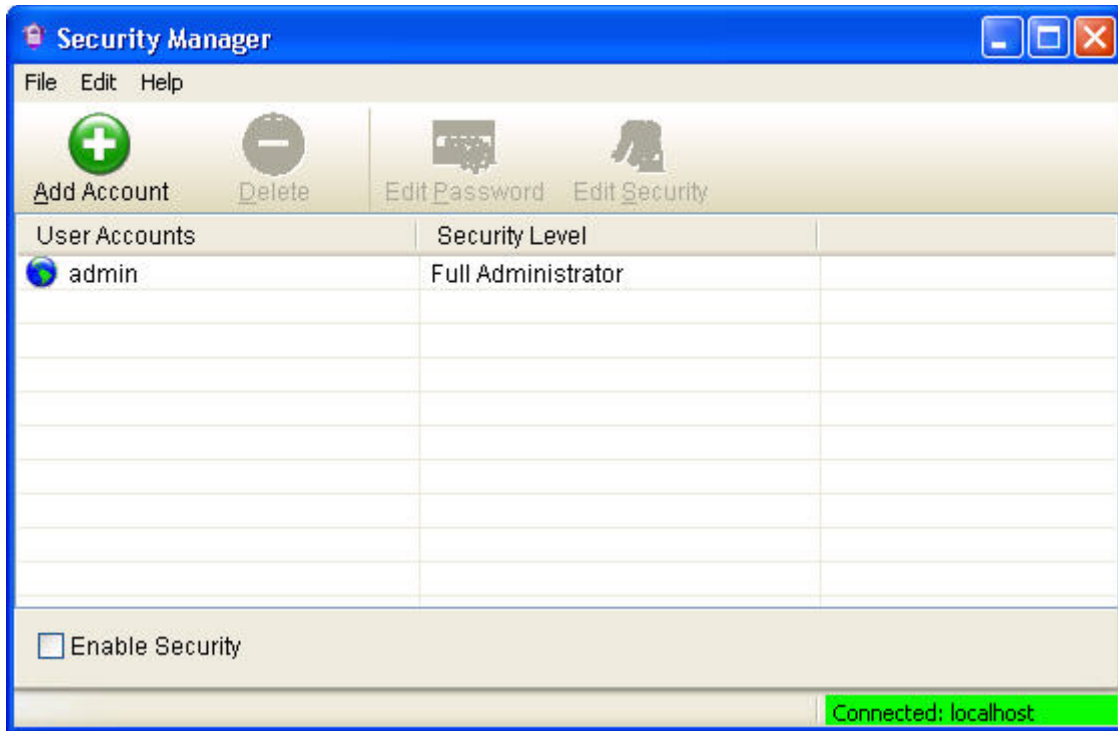 Security Manager
File Edit Help
Add Account Delete Edit Password Edit Security
User Accounts Security Level
admin Full Administrator
Enable Security
Connected: localhost